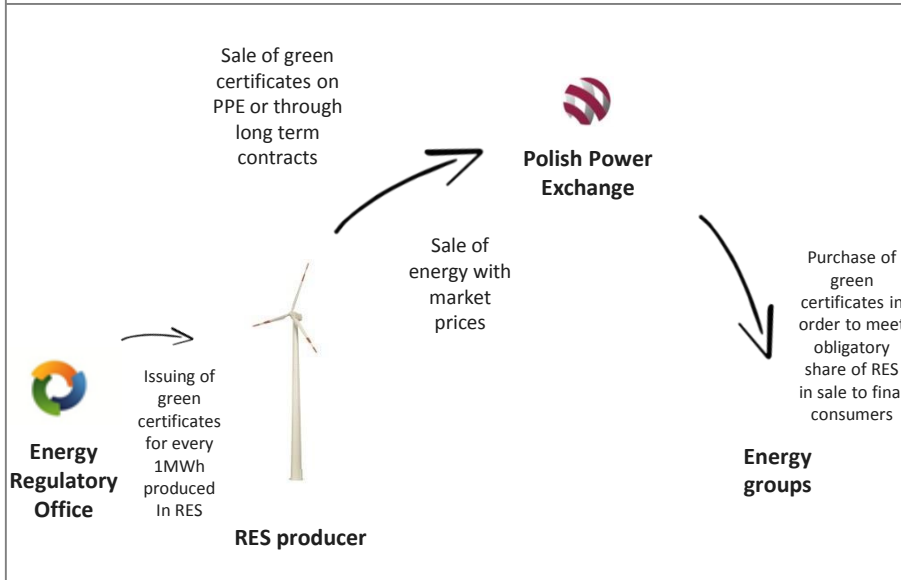 Sale of green
certificates on
PPE or through
long term
contracts
Polish Power
Exchange
Sale of
energy with
market
prices
Purchase of
green
certificates in
order to meet
obligatory
share of RES
in sale to fina
consumers
Issuing of
green
certificates
for every
1MWh
produced
In RES
Energy
Regulatory
Office
RES producer
Energy
groups